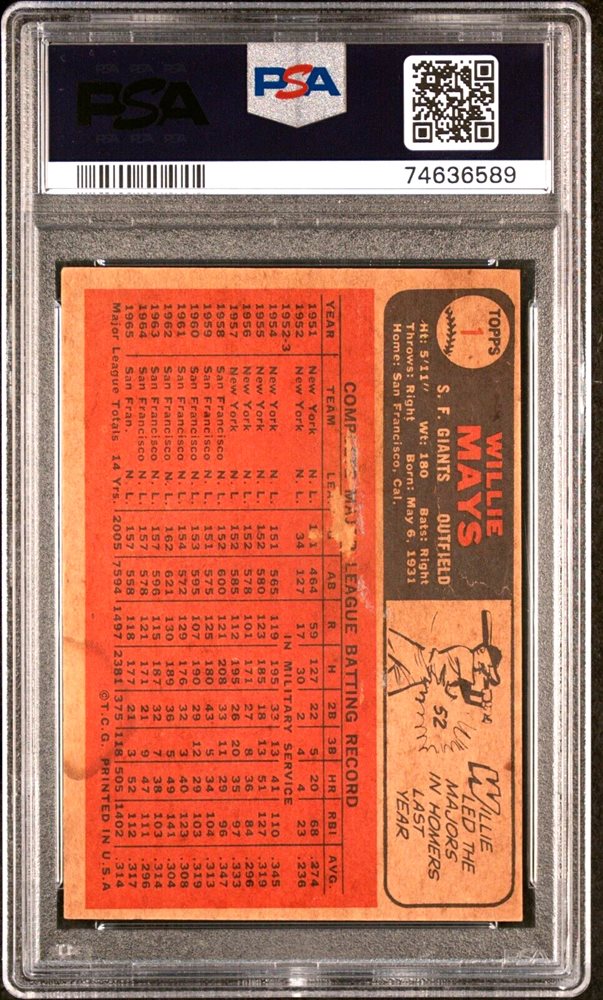 PSA
PSA
74636589
TOPPS
1
WILLIE
MAYS
S. F. GIANTS OUTFIELD
Ht: 5'11" Wt: 180 Bats: Right
Throws: Right Born: May 6, 1931
Home: San Francisco, Cal.
52
WILLIE
LED THE
MAJORS
IN HOMERS
LAST
YEAR
MAJOR LEAGUE BATTING RECORD
YEAR TEAM AB R H 2B 3B HR RBI AVG.
1951 New York N. L. 464 59 127 22 5 20 68 .274
1952 New York N. L. 34 127 17 30 2 4 4 23 .236
1952-3 IN MILITARY SERVICE
1954 New York N. L. 151 565 119 195 33 13 41 110 .345
1955 New York N. L. 152 580 123 185 18 13 51 127 .319
1956 New York N. L. 152 578 101 171 27 8 36 84 .296
1957 New York N. L. 152 585 112 195 26 20 35 97 .333
1958 San Francisco N. L. 152 600 121 208 33 11 29 96 .347
1959 San Francisco N. L. 151 575 125 180 43 5 34 104 .313
1960 San Francisco N. L. 153 595 107 190 29 12 29 103 .319
1961 San Francisco N. L. 154 572 129 176 32 3 40 123 .308
1962 San Francisco N. L. 162 621 130 189 36 5 49 141 .304
1963 San Francisco N. L. 157 596 115 187 32 7 38 103 .314
1964 San Francisco N. L. 157 578 121 171 21 9 47 111 .296
1965 San Fran. N. L. 157 558 118 177 21 3 52 112 .317
Major League Totals 14 Yrs. 2005 7594 1497 2381 375 118 505 1402 .314
©T.C.G. PRINTED IN U.S.A